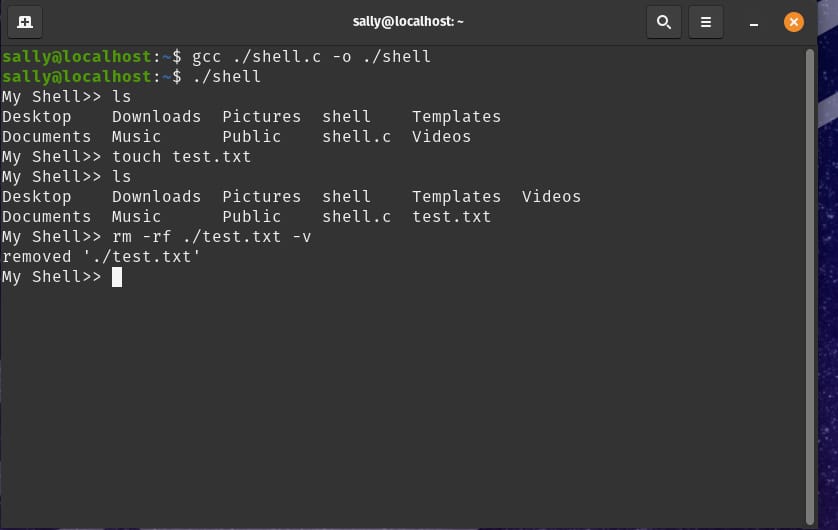 sally@localhost: ~
sally@localhost:~$ gcc ./shell.c -o ./shell
sally@localhost:~$ ./shell
My Shell>> ls
Desktop    Downloads  Pictures  shell    Templates
Documents  Music      Public    shell.c  Videos
My Shell>> touch test.txt
My Shell>> ls
Desktop    Downloads  Pictures  shell    Templates  Videos
Documents  Music      Public    shell.c  test.txt
My Shell>> rm -rf ./test.txt -v
removed './test.txt'
My Shell>>